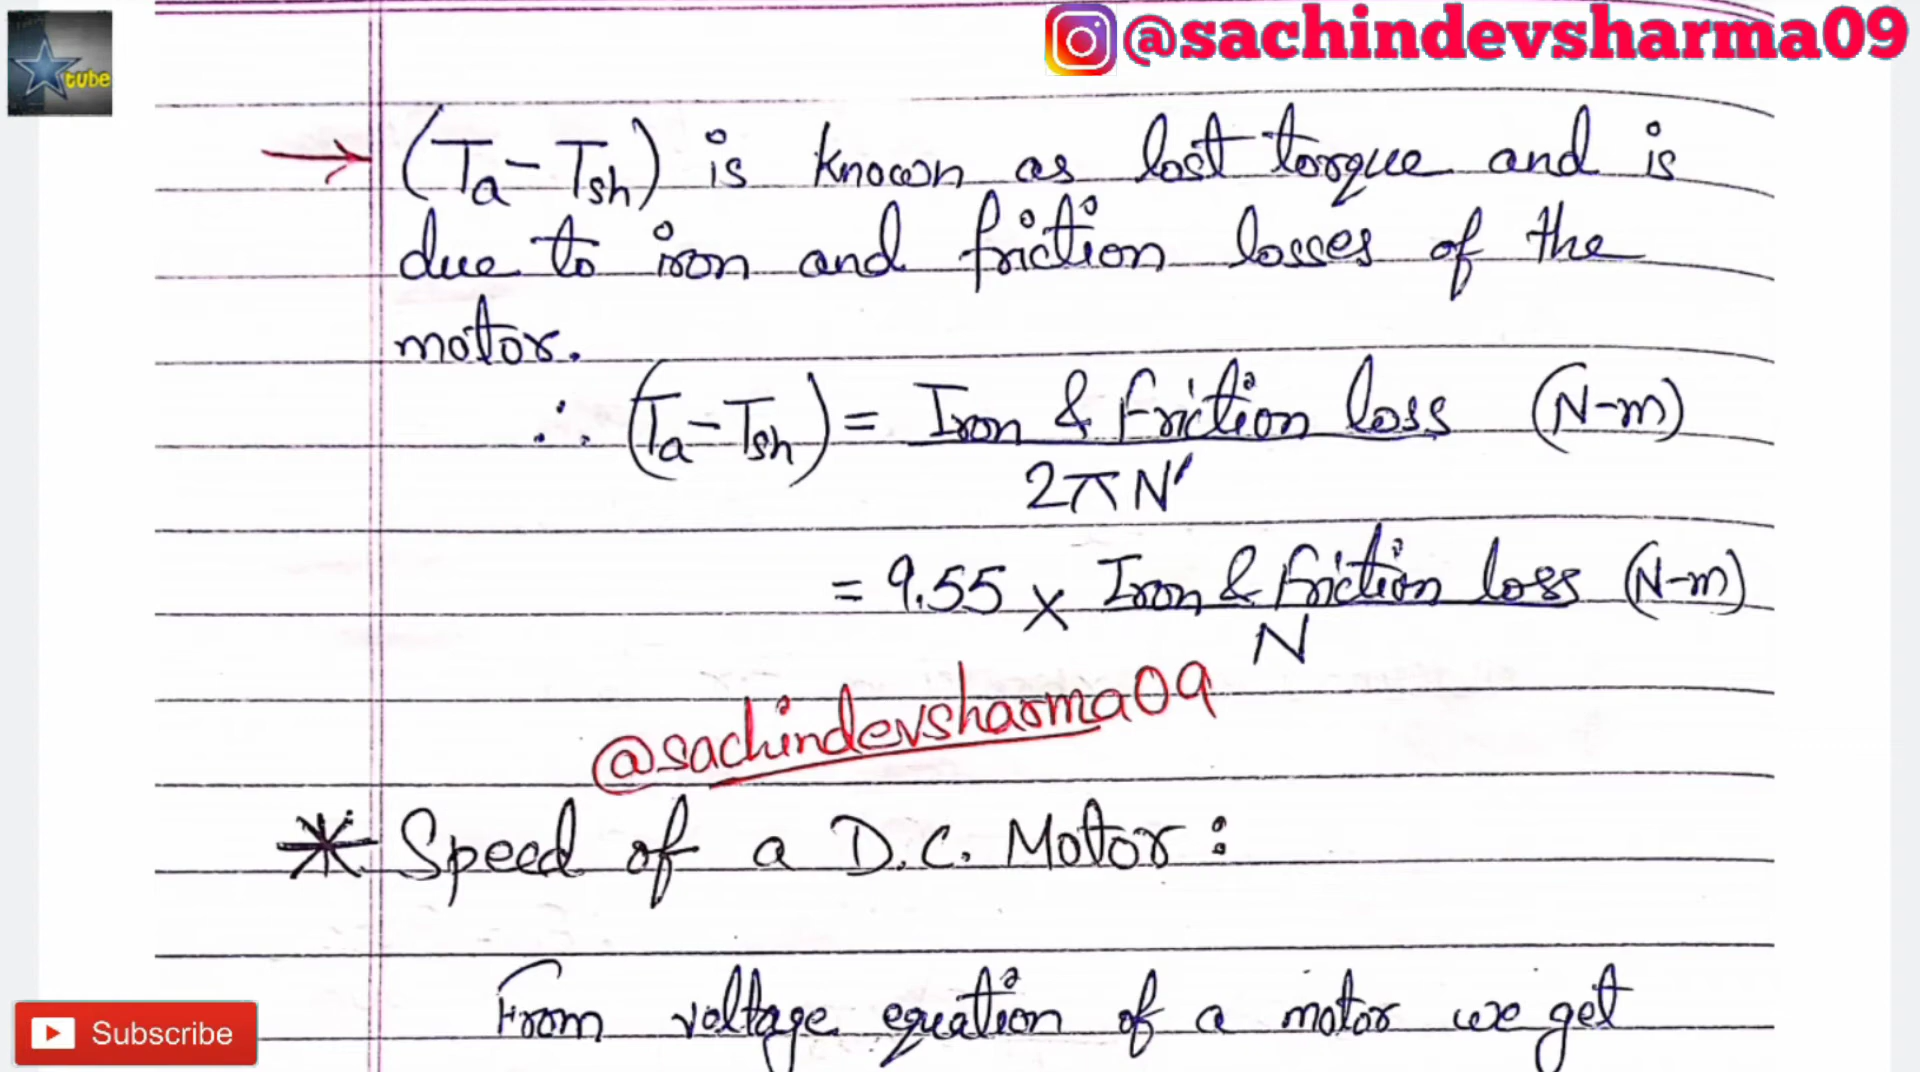 @sachindevsharma09
tube
→ (Ta - Tsh) is known as lost torque and is
due to iron and friction losses of the
motor.
∴ (Ta - Tsh) = Iron & friction loss (N-m)
2πN'
= 9.55 × Iron & friction loss (N-m)
N
@sachindevsharma09
* Speed of a D.C. Motor :
From voltage equation of a motor we get
Subscribe